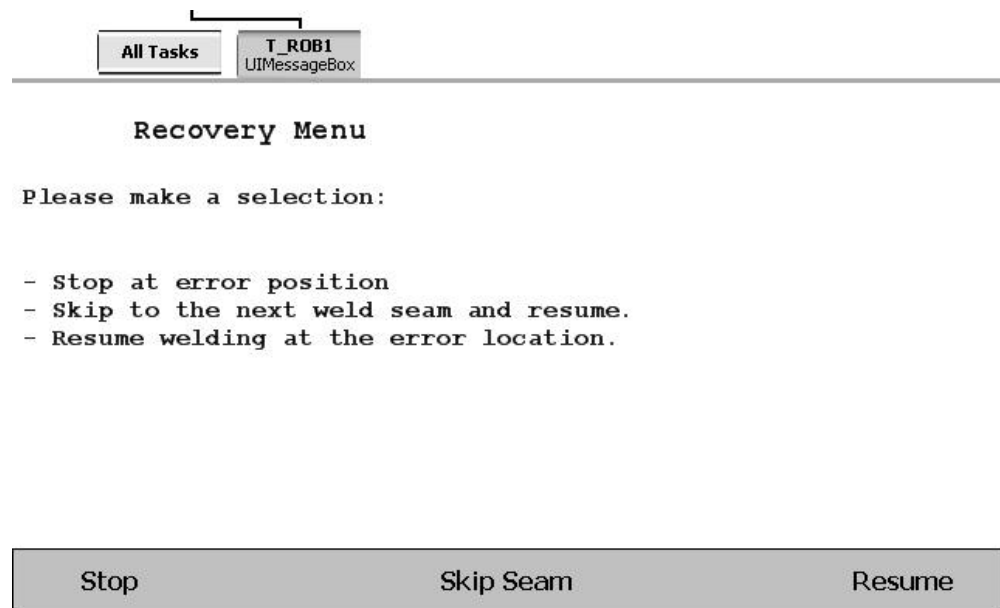 All Tasks
T_ROB1
UIMessageBox
Recovery Menu
Please make a selection:
- Stop at error position
- Skip to the next weld seam and resume.
- Resume welding at the error location.
Stop Skip Seam Resume